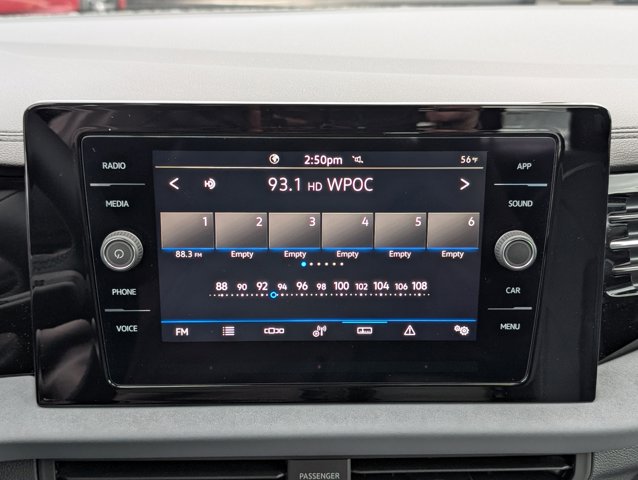 2:50pm 56°F
RADIO
MEDIA
PHONE
VOICE
93.1 HD WPOC
1 2 3 4 5 6
88.3 FM Empty Empty Empty Empty Empty
88 90 92 94 96 98 100 102 104 106 108
FM
APP
SOUND
CAR
MENU
PASSENGER